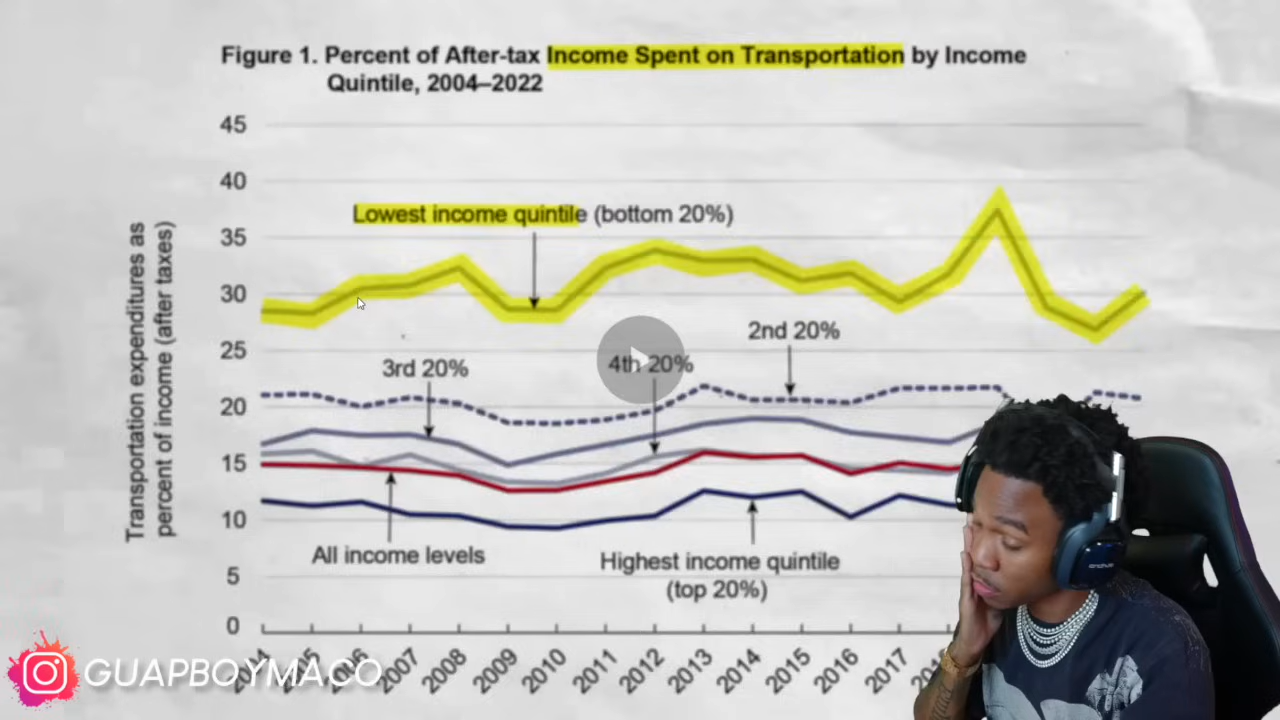 Figure 1. Percent of After-tax Income Spent on Transportation by Income
Quintile, 2004–2022
45
40
Lowest income quintile (bottom 20%)
35
30
2nd 20%
25
3rd 20%
4th 20%
20
15
10
All income levels
Highest income quintile
(top 20%)
5
0
Transportation expenditures as
percent of income (after taxes)
2007
2008
2009
2010
2011
2012
2013
2014
2015
2016
2017
GUAPBOYMACO